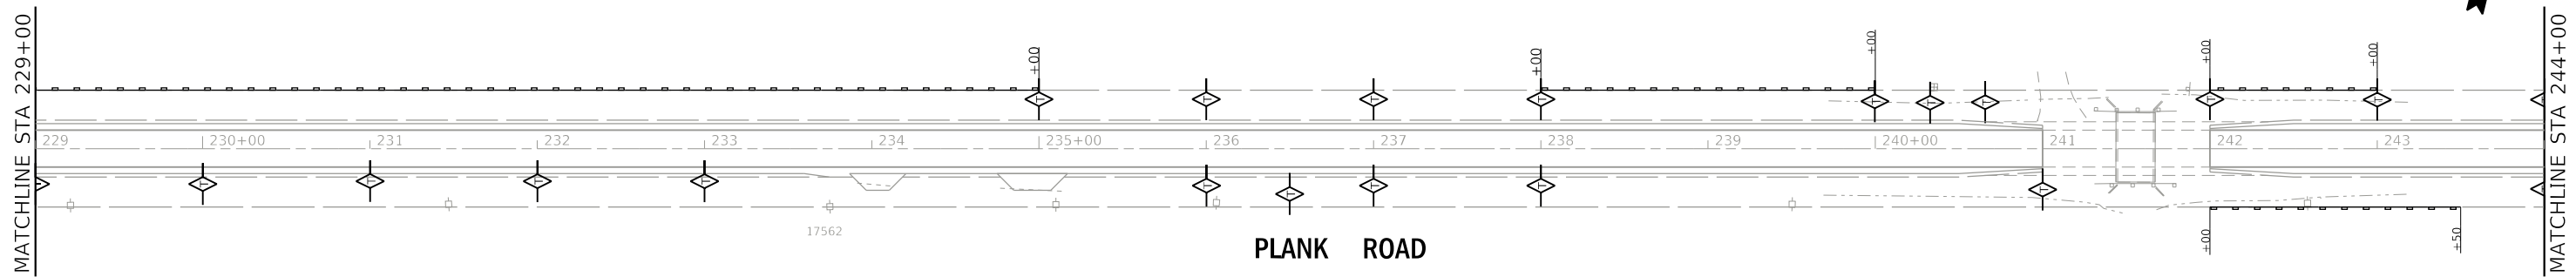 MATCHLINE STA 229+00
+00
+00
+00
+00
+00
MATCHLINE STA 244+00
229 230+00 231 232 233 234 235+00 236 237 238 239 240+00 241 242 243
T T T T T T T T T
T T T T T T T T T
17562
PLANK ROAD
+00
+50